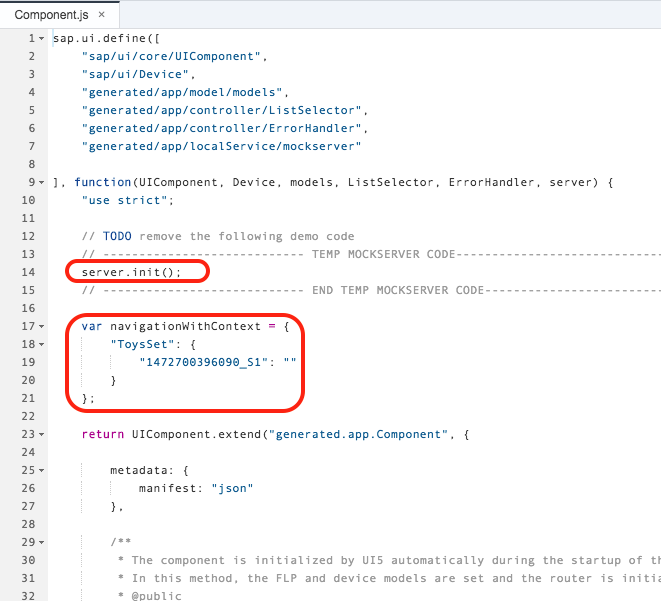 Component.js ×
1 sap.ui.define([
2 "sap/ui/core/UIComponent",
3 "sap/ui/Device",
4 "generated/app/model/models",
5 "generated/app/controller/ListSelector",
6 "generated/app/controller/ErrorHandler",
7 "generated/app/localService/mockserver"
8
9 ], function(UIComponent, Device, models, ListSelector, ErrorHandler, server) {
10 "use strict";
11
12 // TODO remove the following demo code
13 // ---------------------------- TEMP MOCKSERVER CODE-----------------------------
14 server.init();
15 // ---------------------------- END TEMP MOCKSERVER CODE-------------------------
16
17 var navigationWithContext = {
18 "ToysSet": {
19 "1472700396090_S1": ""
20 }
21 };
22
23 return UIComponent.extend("generated.app.Component", {
24
25 metadata: {
26 manifest: "json"
27 },
28
29 /**
30 * The component is initialized by UI5 automatically during the startup of th
31 * In this method, the FLP and device models are set and the router is initia
32 * @public